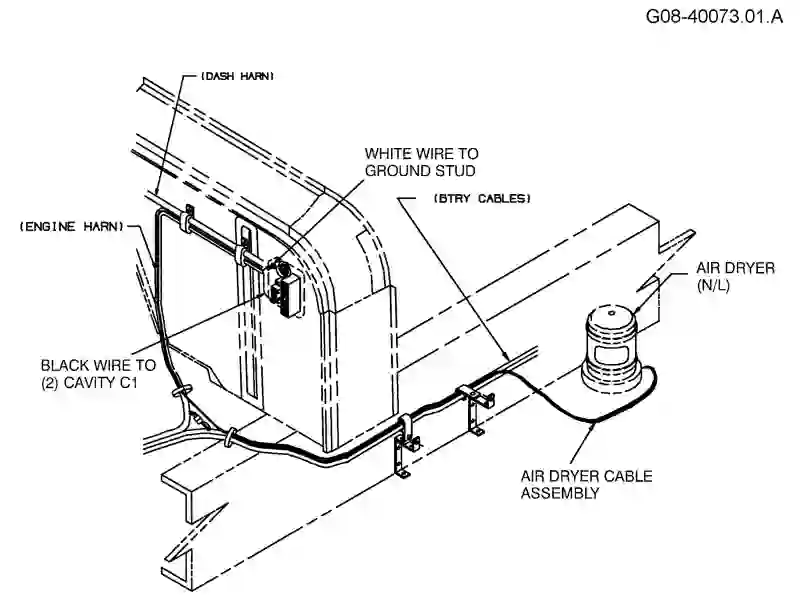 G08-40073.01.A
(DASH HARN)
WHITE WIRE TO
GROUND STUD
(BTRY CABLES)
(ENGINE HARN)
AIR DRYER
(N/L)
BLACK WIRE TO
(2) CAVITY C1
AIR DRYER CABLE
ASSEMBLY